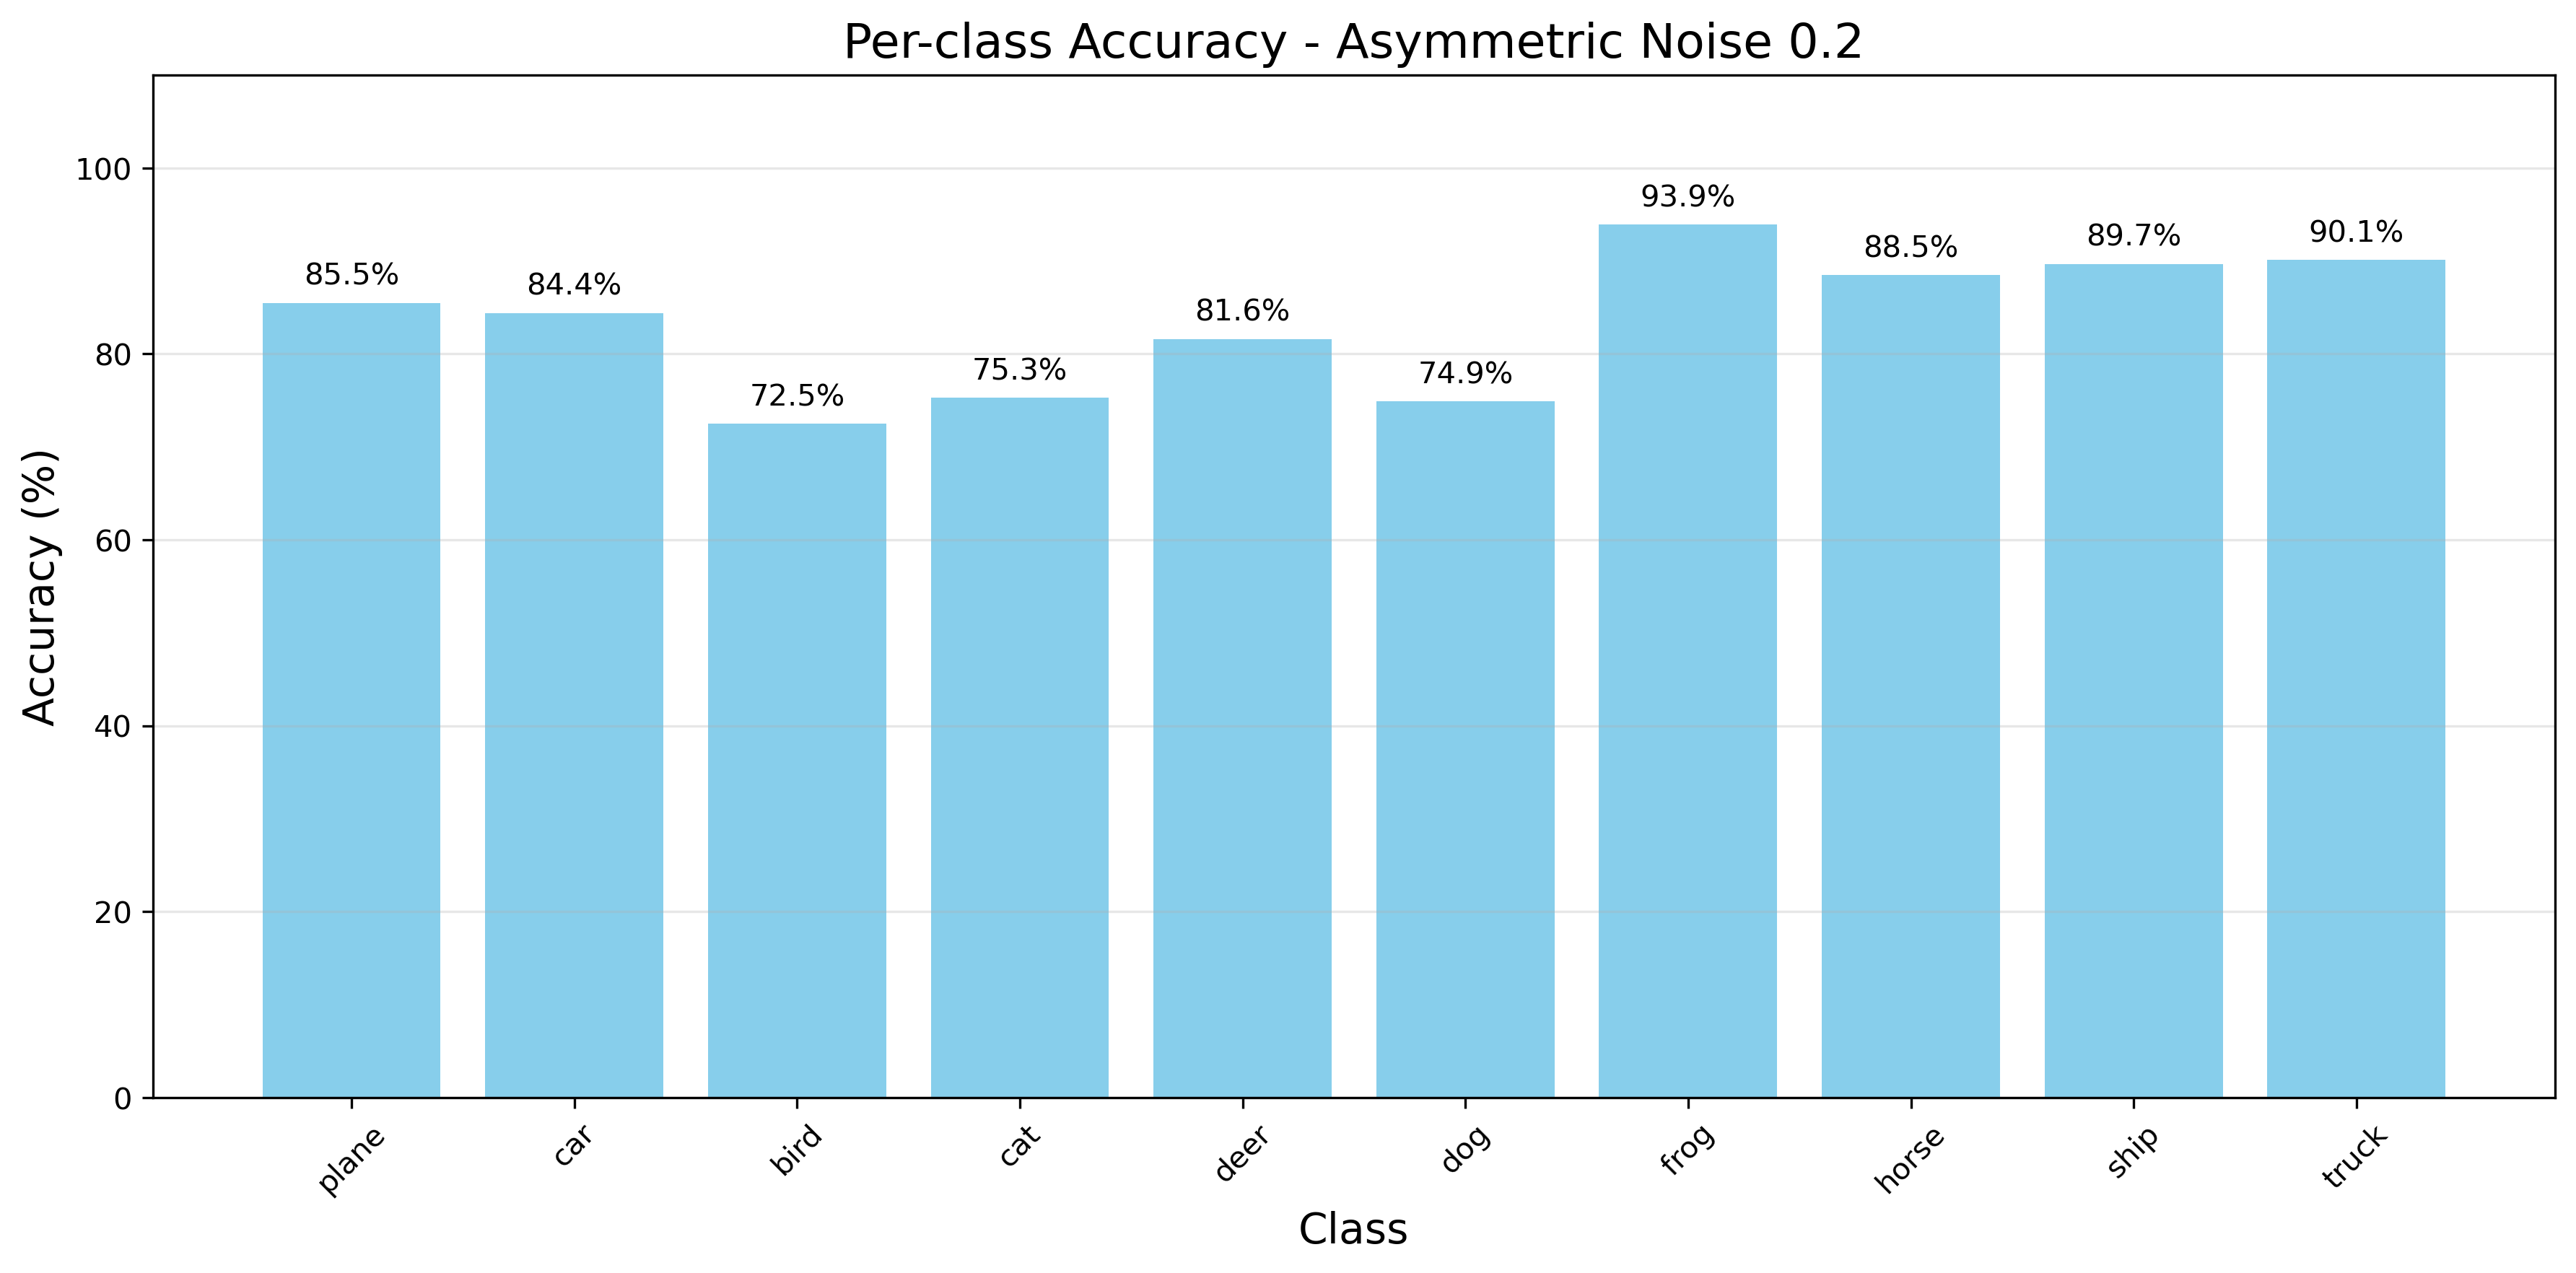 Per-class Accuracy - Asymmetric Noise 0.2
Accuracy (%)
100
80
60
40
20
0
85.5%
84.4%
72.5%
75.3%
81.6%
74.9%
93.9%
88.5%
89.7%
90.1%
plane
car
bird
cat
deer
dog
frog
horse
ship
truck
Class